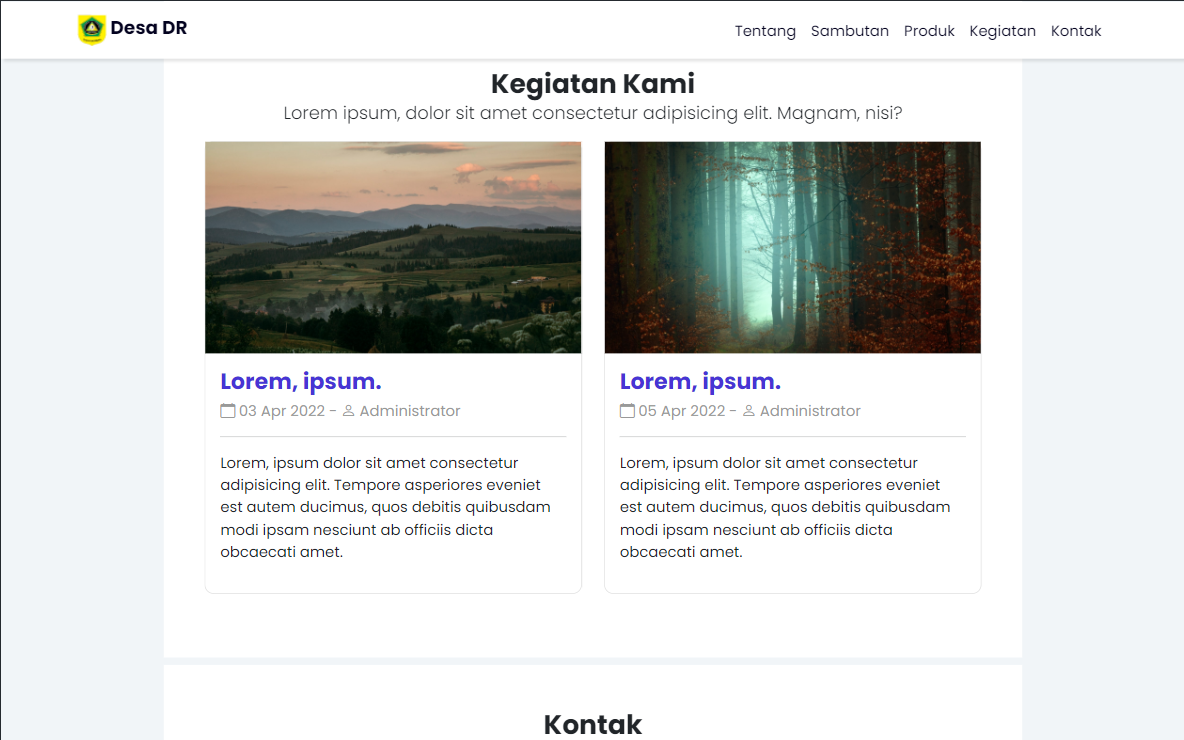 Desa DR
Tentang Sambutan Produk Kegiatan Kontak
Kegiatan Kami
Lorem ipsum, dolor sit amet consectetur adipisicing elit. Magnam, nisi?
Lorem, ipsum.
03 Apr 2022 - Administrator
Lorem, ipsum dolor sit amet consectetur
adipisicing elit. Tempore asperiores eveniet
est autem ducimus, quos debitis quibusdam
modi ipsam nesciunt ab officiis dicta
obcaecati amet.
Lorem, ipsum.
05 Apr 2022 - Administrator
Lorem, ipsum dolor sit amet consectetur
adipisicing elit. Tempore asperiores eveniet
est autem ducimus, quos debitis quibusdam
modi ipsam nesciunt ab officiis dicta
obcaecati amet.
Kontak